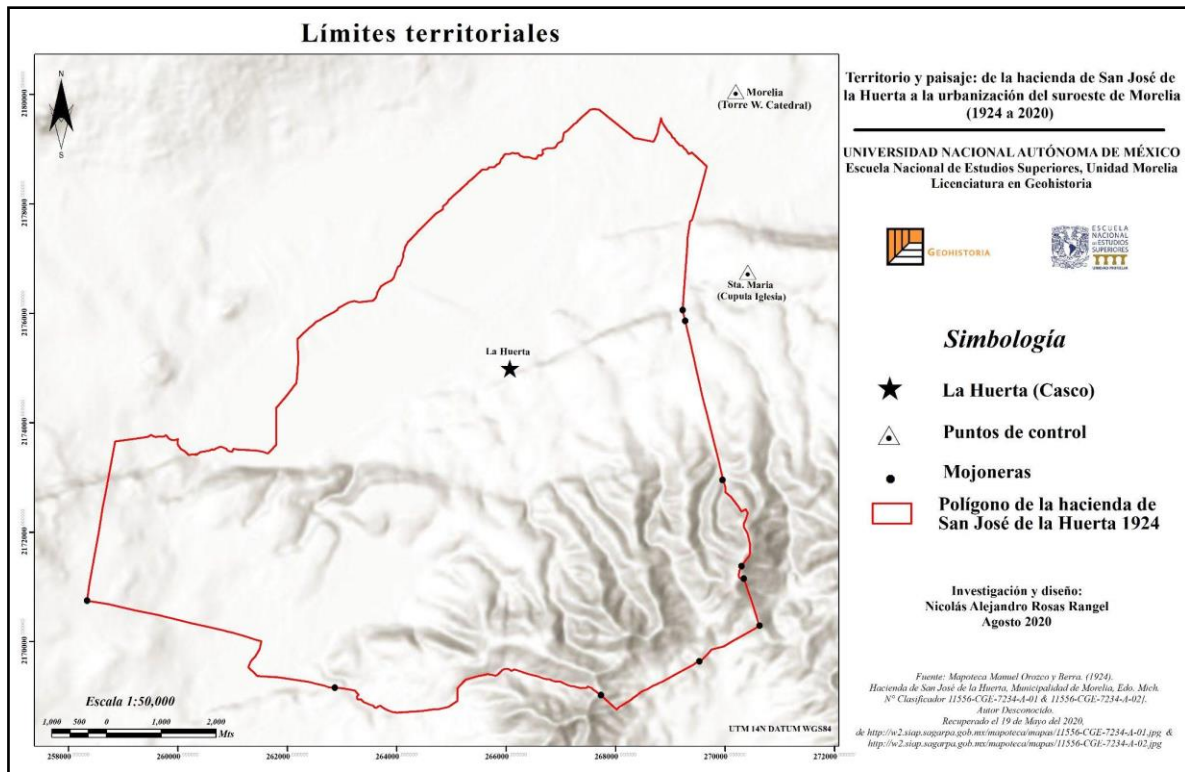 Límites territoriales
N
S
Morelia
(Torre W. Catedral)
Sta. Maria
(Cupula Iglesia)
La Huerta
2180000
2178000
2176000
2174000
2172000
2170000
Escala 1:50,000
1,000 500 0 1,000 2,000
Mts
UTM 14N DATUM WGS84
258000 260000 262000 264000 266000 268000 270000 272000
Territorio y paisaje: de la hacienda de San José de
la Huerta a la urbanización del suroeste de Morelia
(1924 a 2020)
UNIVERSIDAD NACIONAL AUTÓNOMA DE MÉXICO
Escuela Nacional de Estudios Superiores, Unidad Morelia
Licenciatura en Geohistoria
GEOHISTORIA
ESCUELA
NACIONAL
DE ESTUDIOS
SUPERIORES
UNIDAD MORELIA
Simbología
La Huerta (Casco)
Puntos de control
Mojoneras
Polígono de la hacienda de
San José de la Huerta 1924
Investigación y diseño:
Nicolás Alejandro Rosas Rangel
Agosto 2020
Fuente: Mapoteca Manuel Orozco y Berra. (1924).
Hacienda de San José de la Huerta, Municipalidad de Morelia, Edo. Mich.
N° Clasificador 11556-CGE-7234-A-01 & 11556-CGE-7234-A-02].
Autor Desconocido.
Recuperado el 19 de Mayo del 2020,
de http://w2.siap.sagarpa.gob.mx/mapoteca/mapas/11556-CGE-7234-A-01.jpg &
http://w2.siap.sagarpa.gob.mx/mapoteca/mapas/11556-CGE-7234-A-02.jpg